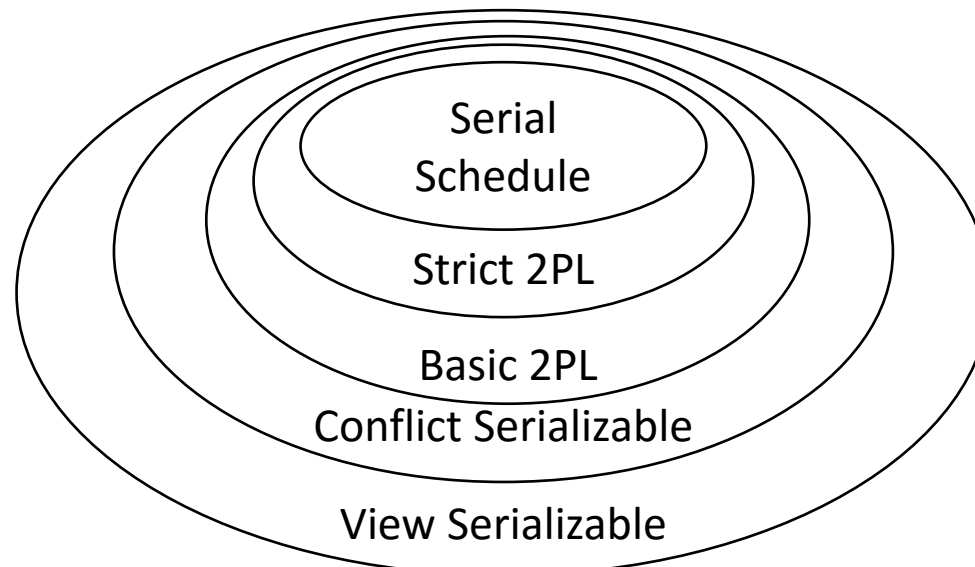 Serial
Schedule
Strict 2PL
Basic 2PL
Conflict Serializable
View Serializable